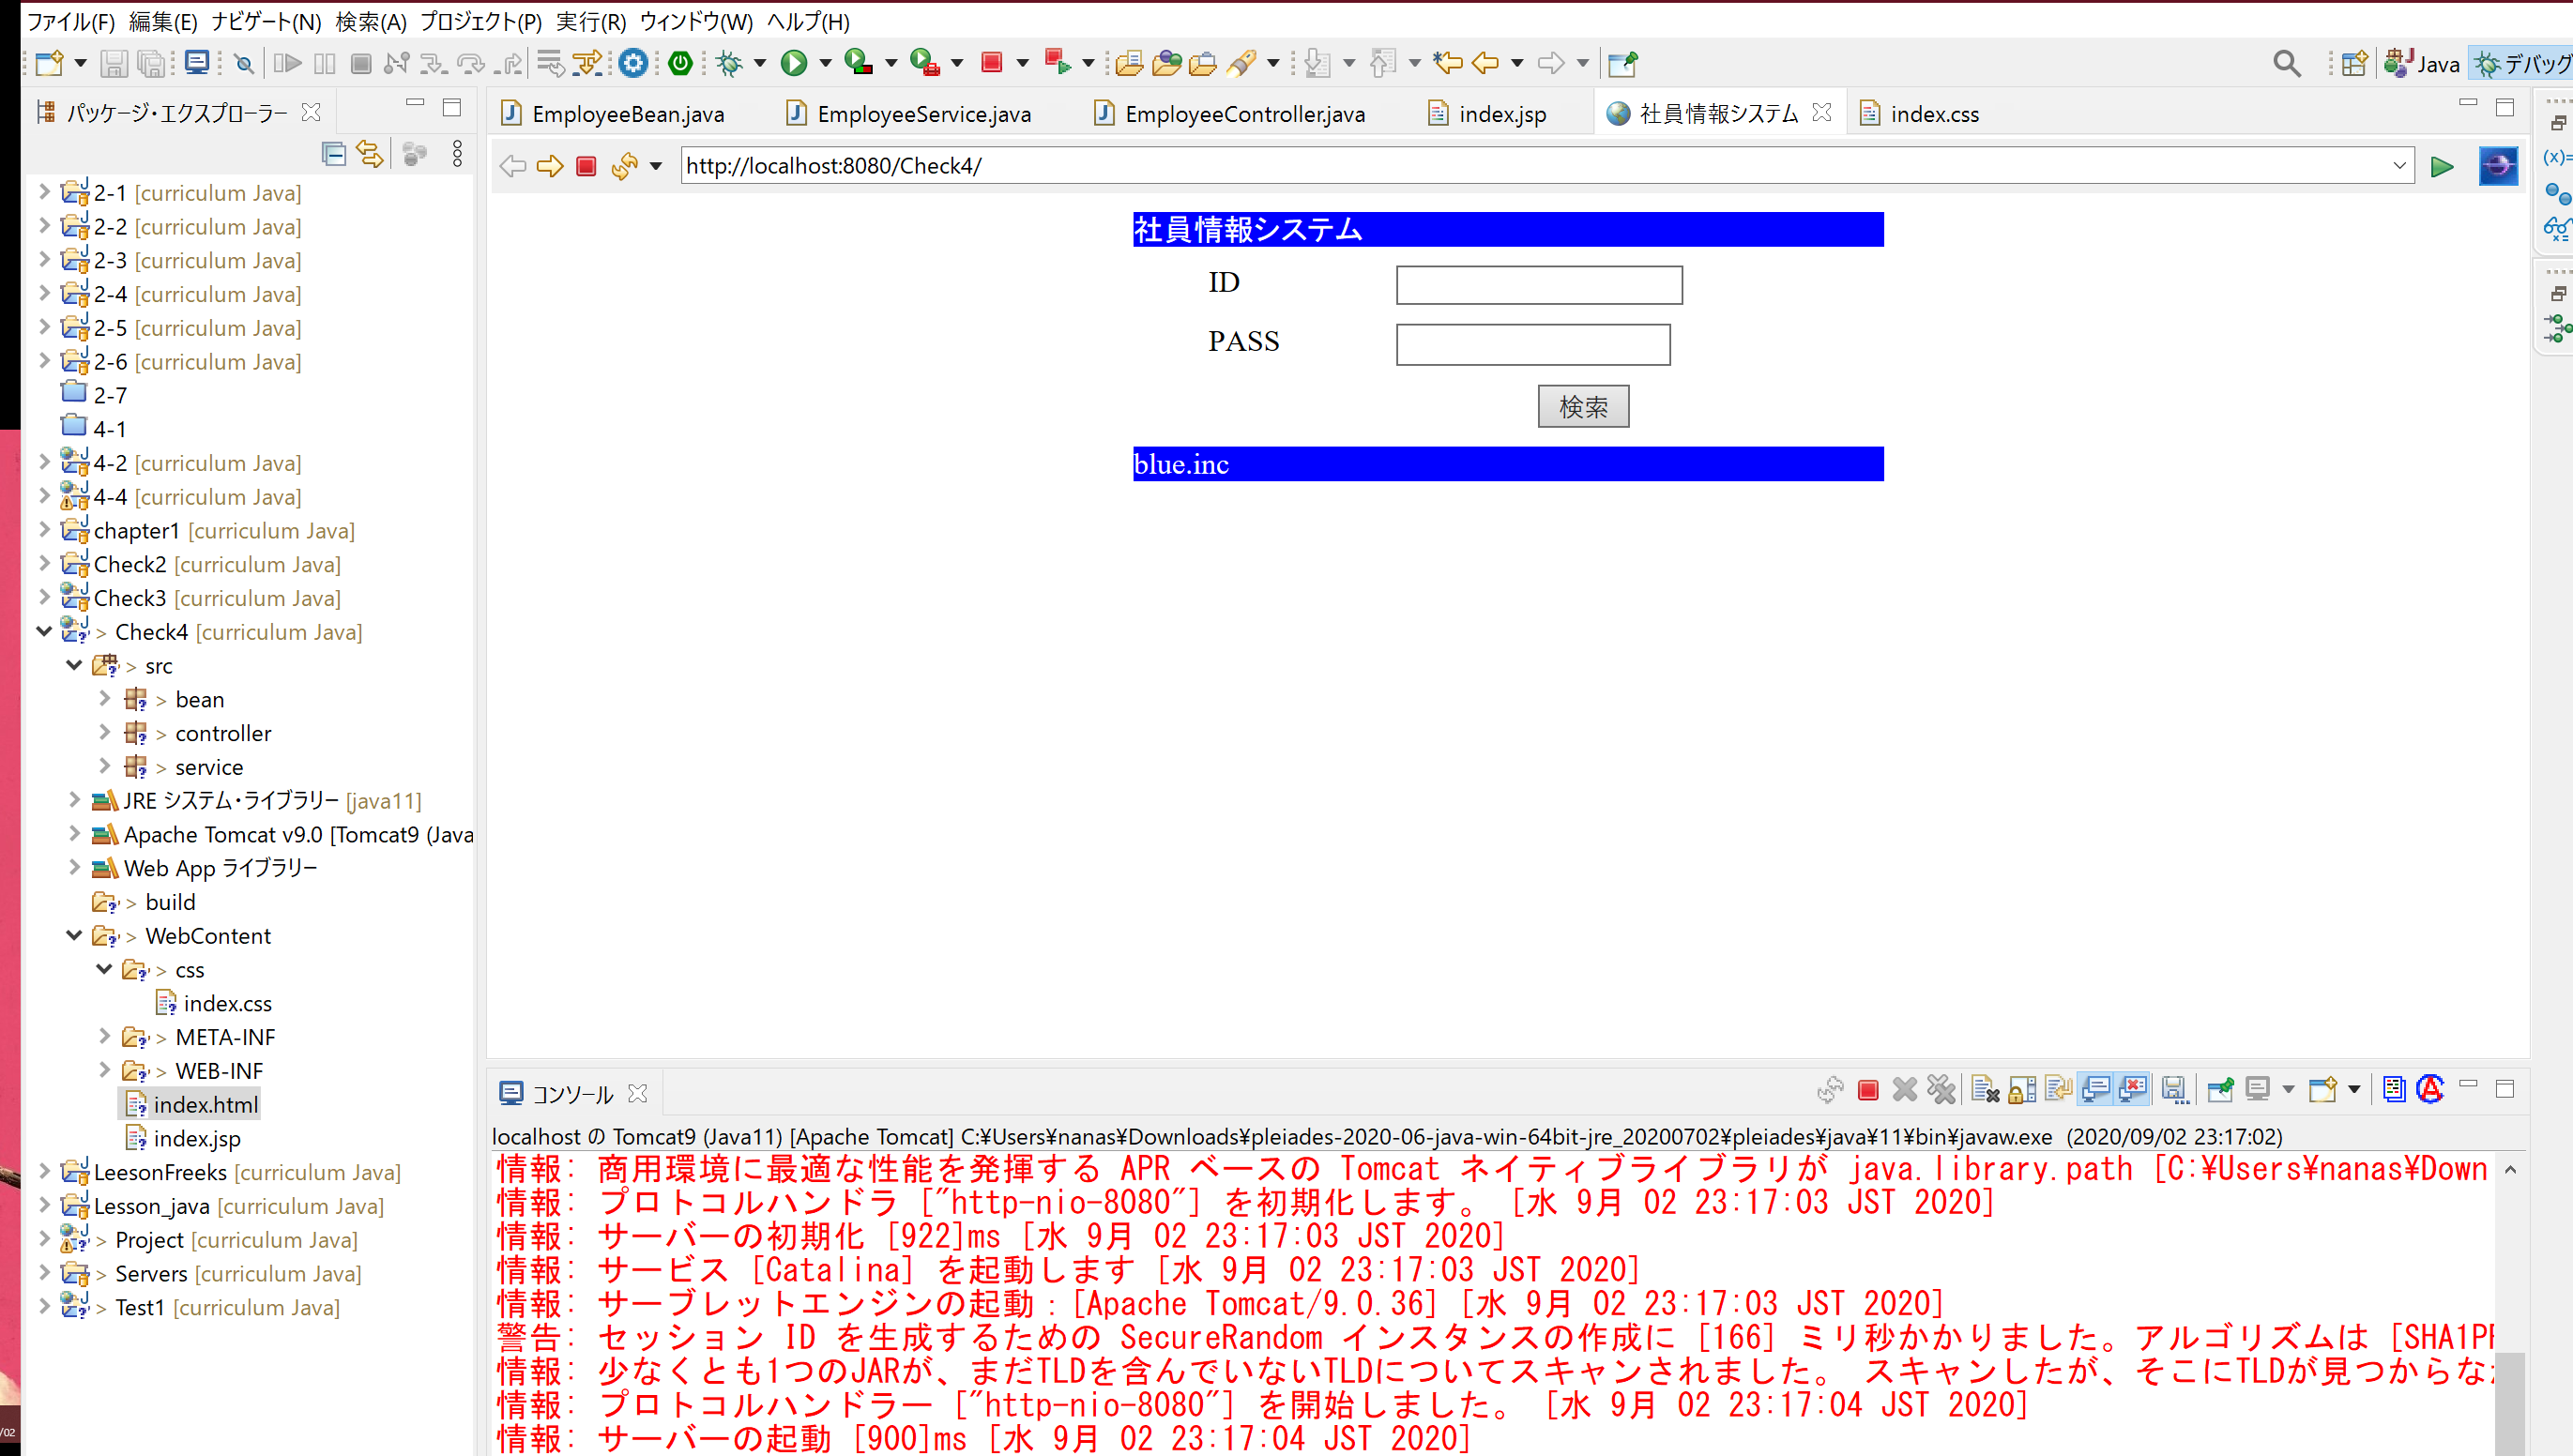 ファイル(F) 編集(E) ナビゲート(N) 検索(A) プロジェクト(P) 実行(R) ウィンドウ(W) ヘルプ(H)
Java デバッグ
パッケージ・エクスプローラー
2-1 [curriculum Java]
2-2 [curriculum Java]
2-3 [curriculum Java]
2-4 [curriculum Java]
2-5 [curriculum Java]
2-6 [curriculum Java]
2-7
4-1
4-2 [curriculum Java]
4-4 [curriculum Java]
chapter1 [curriculum Java]
Check2 [curriculum Java]
Check3 [curriculum Java]
> Check4 [curriculum Java]
> src
> bean
> controller
> service
JRE システム・ライブラリー [java11]
Apache Tomcat v9.0 [Tomcat9 (Java
Web App ライブラリー
> build
> WebContent
> css
index.css
> META-INF
> WEB-INF
index.html
index.jsp
LeesonFreeks [curriculum Java]
Lesson_java [curriculum Java]
> Project [curriculum Java]
> Servers [curriculum Java]
> Test1 [curriculum Java]
EmployeeBean.java EmployeeService.java EmployeeController.java index.jsp 社員情報システム index.css
http://localhost:8080/Check4/
社員情報システム
ID
PASS
検索
blue.inc
(x)=
コンソール
localhost の Tomcat9 (Java11) [Apache Tomcat] C:¥Users¥nanas¥Downloads¥pleiades-2020-06-java-win-64bit-jre_20200702¥pleiades¥java¥11¥bin¥javaw.exe (2020/09/02 23:17:02)
情報: 商用環境に最適な性能を発揮する APR ベースの Tomcat ネイティブライブラリが java.library.path [C:¥Users¥nanas¥Down
情報: プロトコルハンドラ ["http-nio-8080"] を初期化します。 [水 9月 02 23:17:03 JST 2020]
情報: サーバーの初期化 [922]ms [水 9月 02 23:17:03 JST 2020]
情報: サービス [Catalina] を起動します [水 9月 02 23:17:03 JST 2020]
情報: サーブレットエンジンの起動：[Apache Tomcat/9.0.36] [水 9月 02 23:17:03 JST 2020]
警告: セッション ID を生成するための SecureRandom インスタンスの作成に [166] ミリ秒かかりました。アルゴリズムは [SHA1PR
情報: 少なくとも1つのJARが、まだTLDを含んでいないTLDについてスキャンされました。 スキャンしたが、そこにTLDが見つからな
情報: プロトコルハンドラー ["http-nio-8080"] を開始しました。 [水 9月 02 23:17:04 JST 2020]
情報: サーバーの起動 [900]ms [水 9月 02 23:17:04 JST 2020]
/02